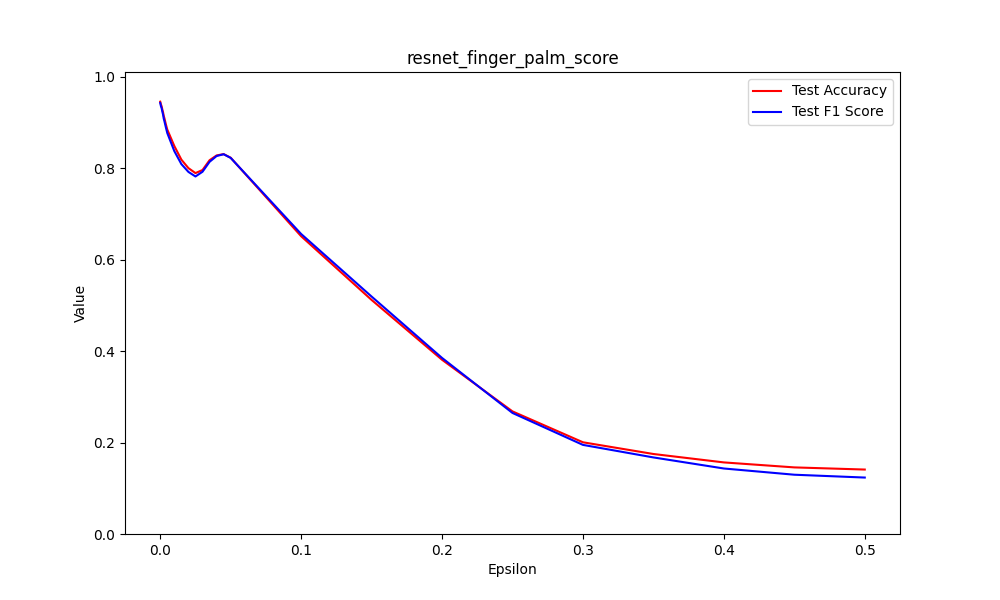 resnet_finger_palm_score
Test Accuracy
Test F1 Score
1.0
0.8
0.6
0.4
0.2
0.0
Value
0.0 0.1 0.2 0.3 0.4 0.5
Epsilon